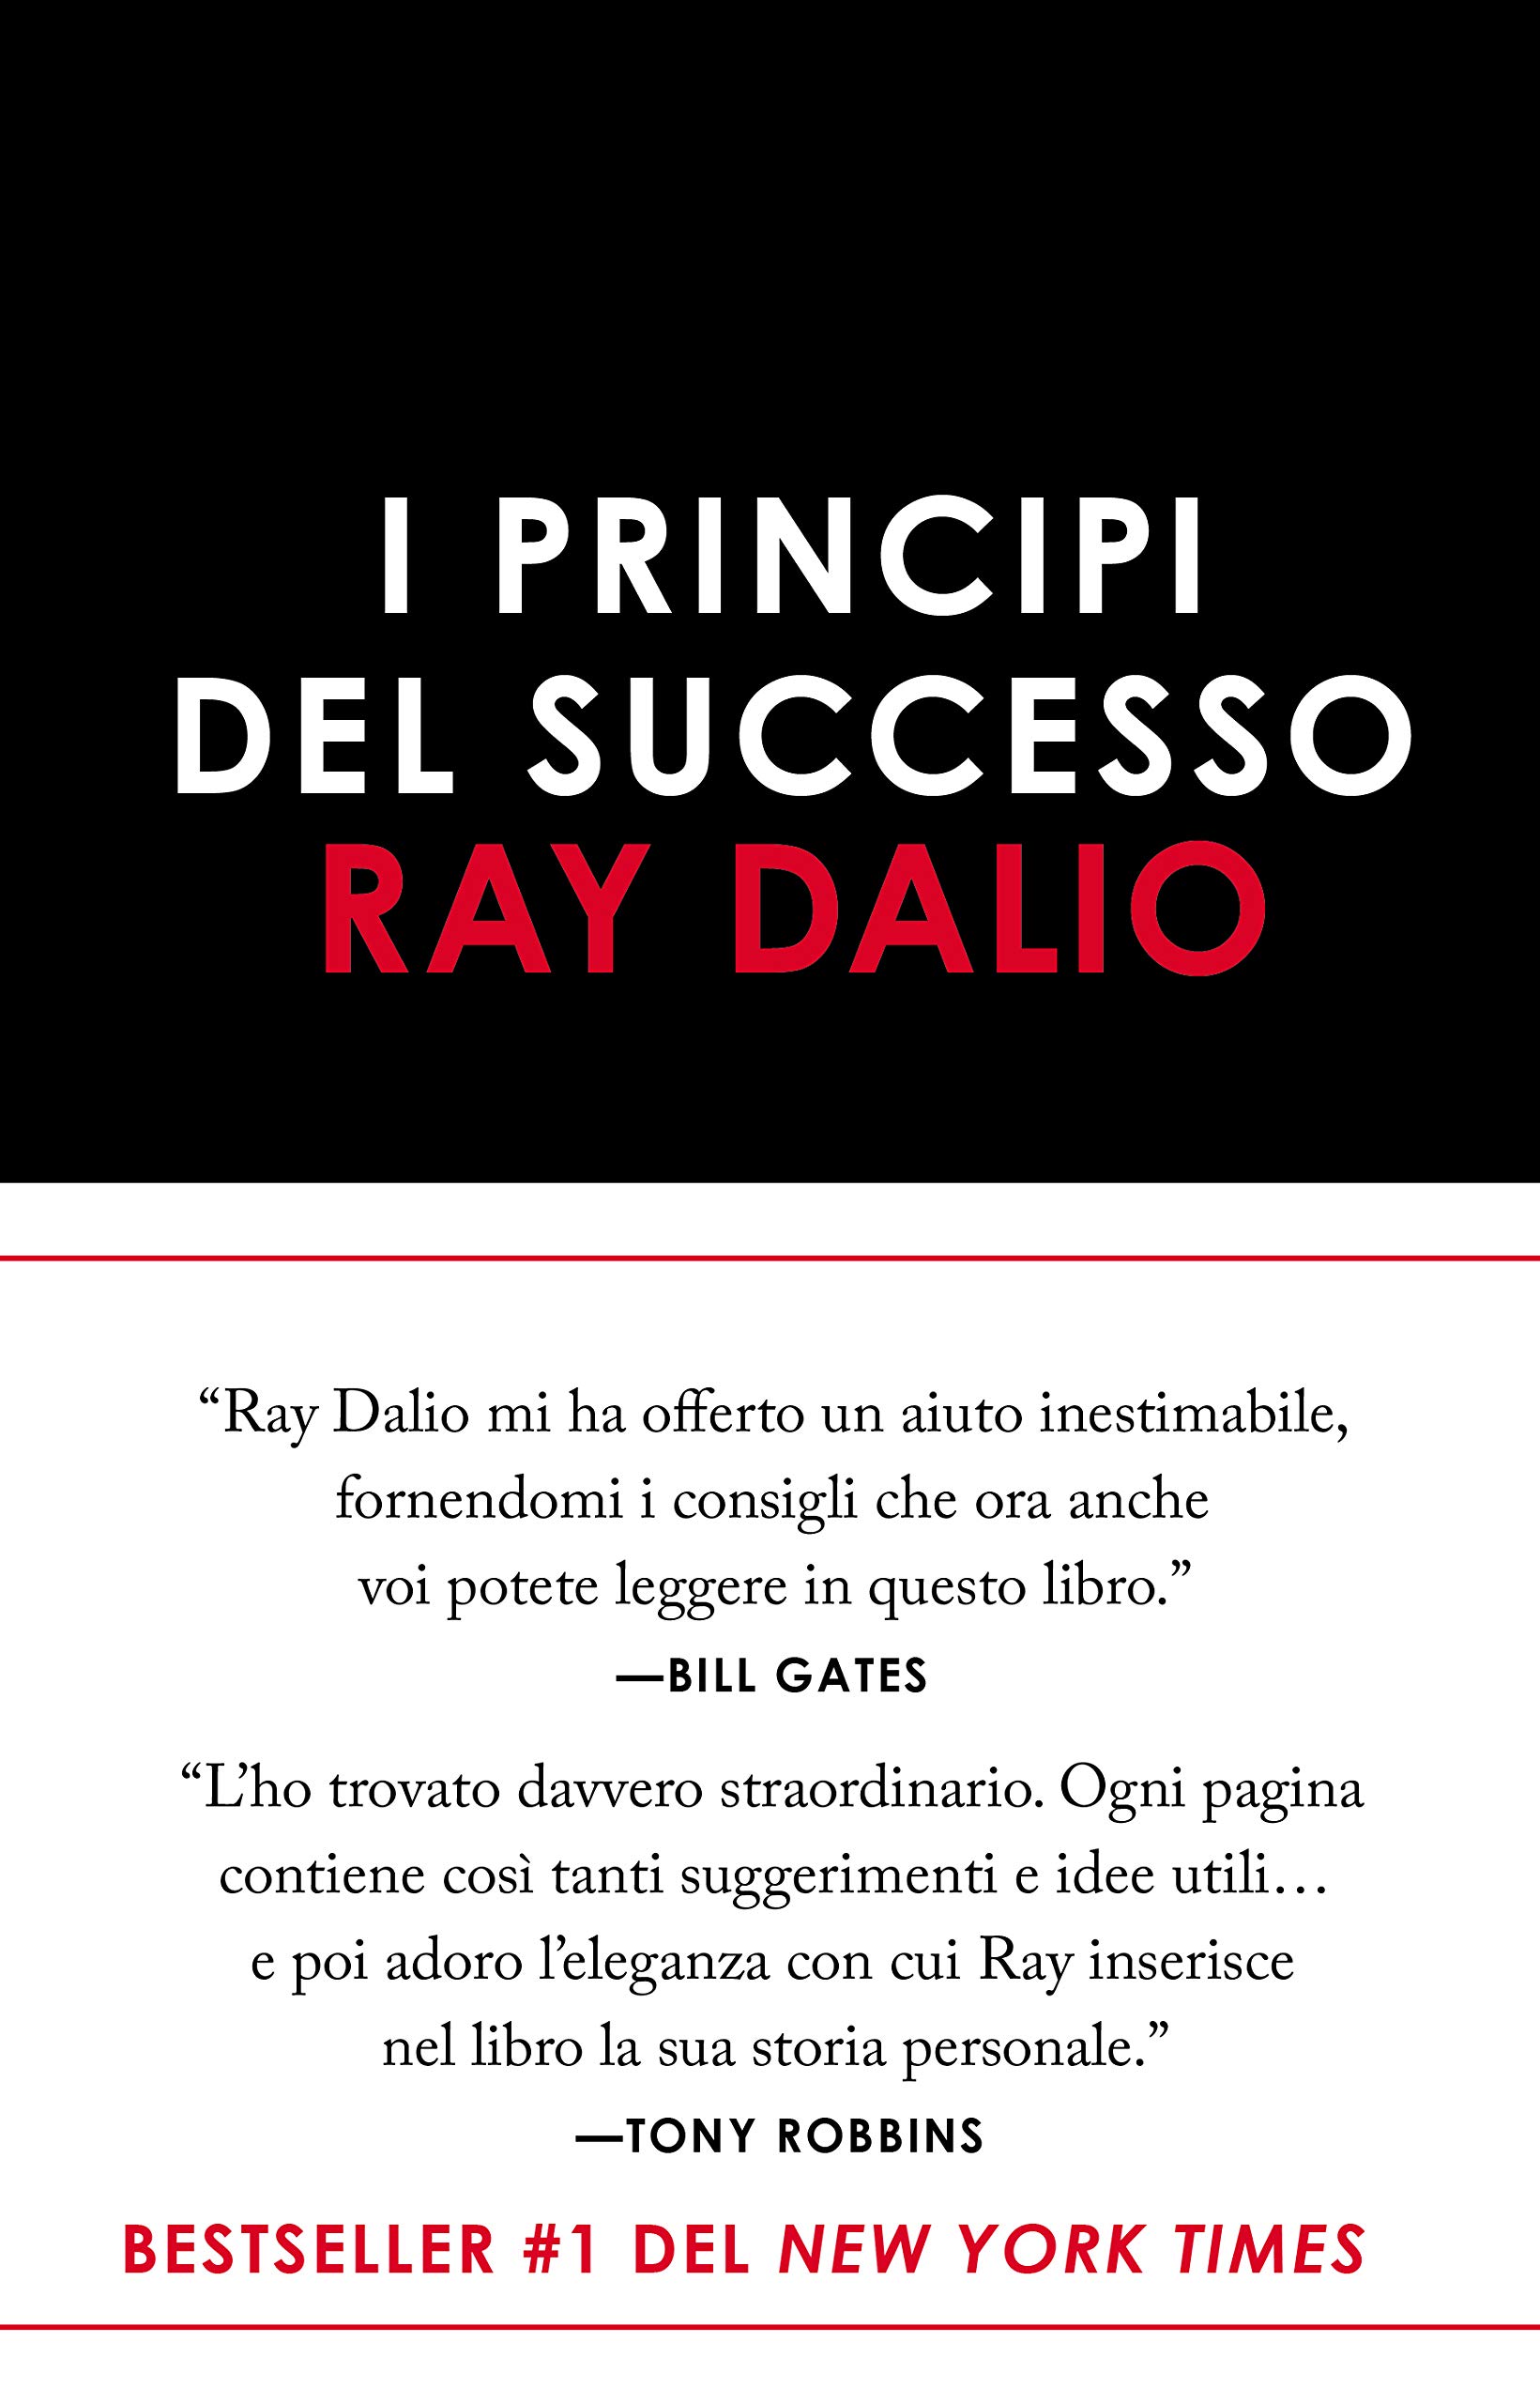 I PRINCIPI
DEL SUCCESSO
RAY DALIO
“Ray Dalio mi ha offerto un aiuto inestimabile,
fornendomi i consigli che ora anche
voi potete leggere in questo libro.”
—BILL GATES
“L’ho trovato davvero straordinario. Ogni pagina
contiene così tanti suggerimenti e idee utili…
e poi adoro l’eleganza con cui Ray inserisce
nel libro la sua storia personale.”
—TONY ROBBINS
BESTSELLER #1 DEL NEW YORK TIMES